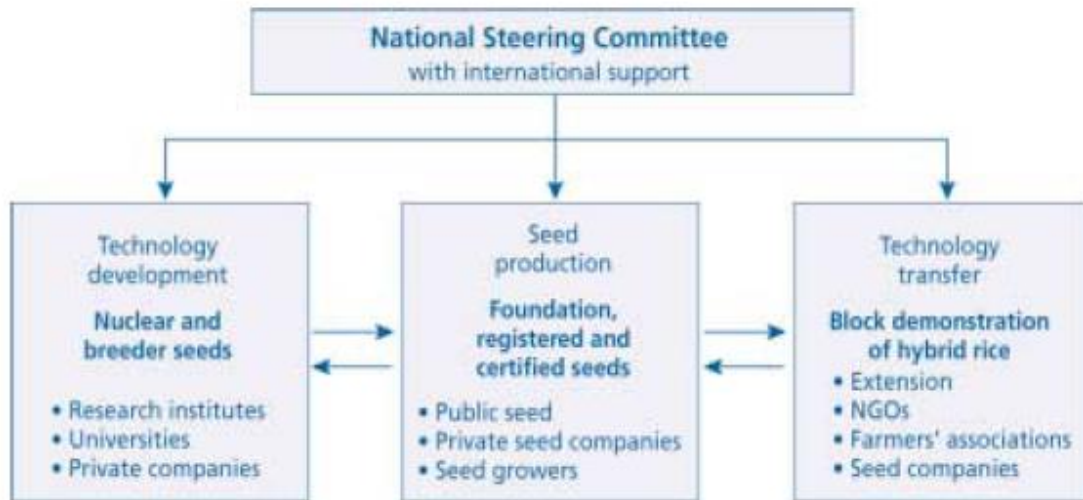 National Steering Committee
with international support
Technology
development
Nuclear and
breeder seeds
• Research institutes
• Universities
• Private companies
Seed
production
Foundation,
registered and
certified seeds
• Public seed
• Private seed companies
• Seed growers
Technology
transfer
Block demonstration
of hybrid rice
• Extension
• NGOs
• Farmers' associations
• Seed companies